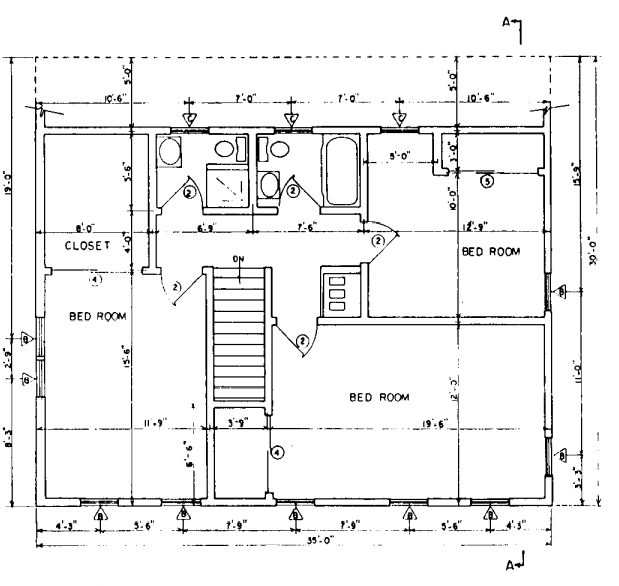 A
10'-6"
7'-0"
7'-0"
10'-6"
5'-0"
5'-0"
C
C
C
19'-0"
5'-6"
5'-0"
3'-0"
15'-9"
30'-0"
2
2
5
10'-0"
8'-0"
6'-9"
7'-6"
12'-9"
4'-0"
CLOSET
2
BED ROOM
DN
4
2
B
BED ROOM
2
B
2'-9"
B
15'-6"
11'-0"
BED ROOM
12'-0"
8'-3"
11'-9"
3'-9"
19'-6"
6'-6"
4
B
3'-3"
B
B
B
B
B
4'-3"
5'-6"
7'-9"
7'-9"
5'-6"
4'-3"
35'-0"
A